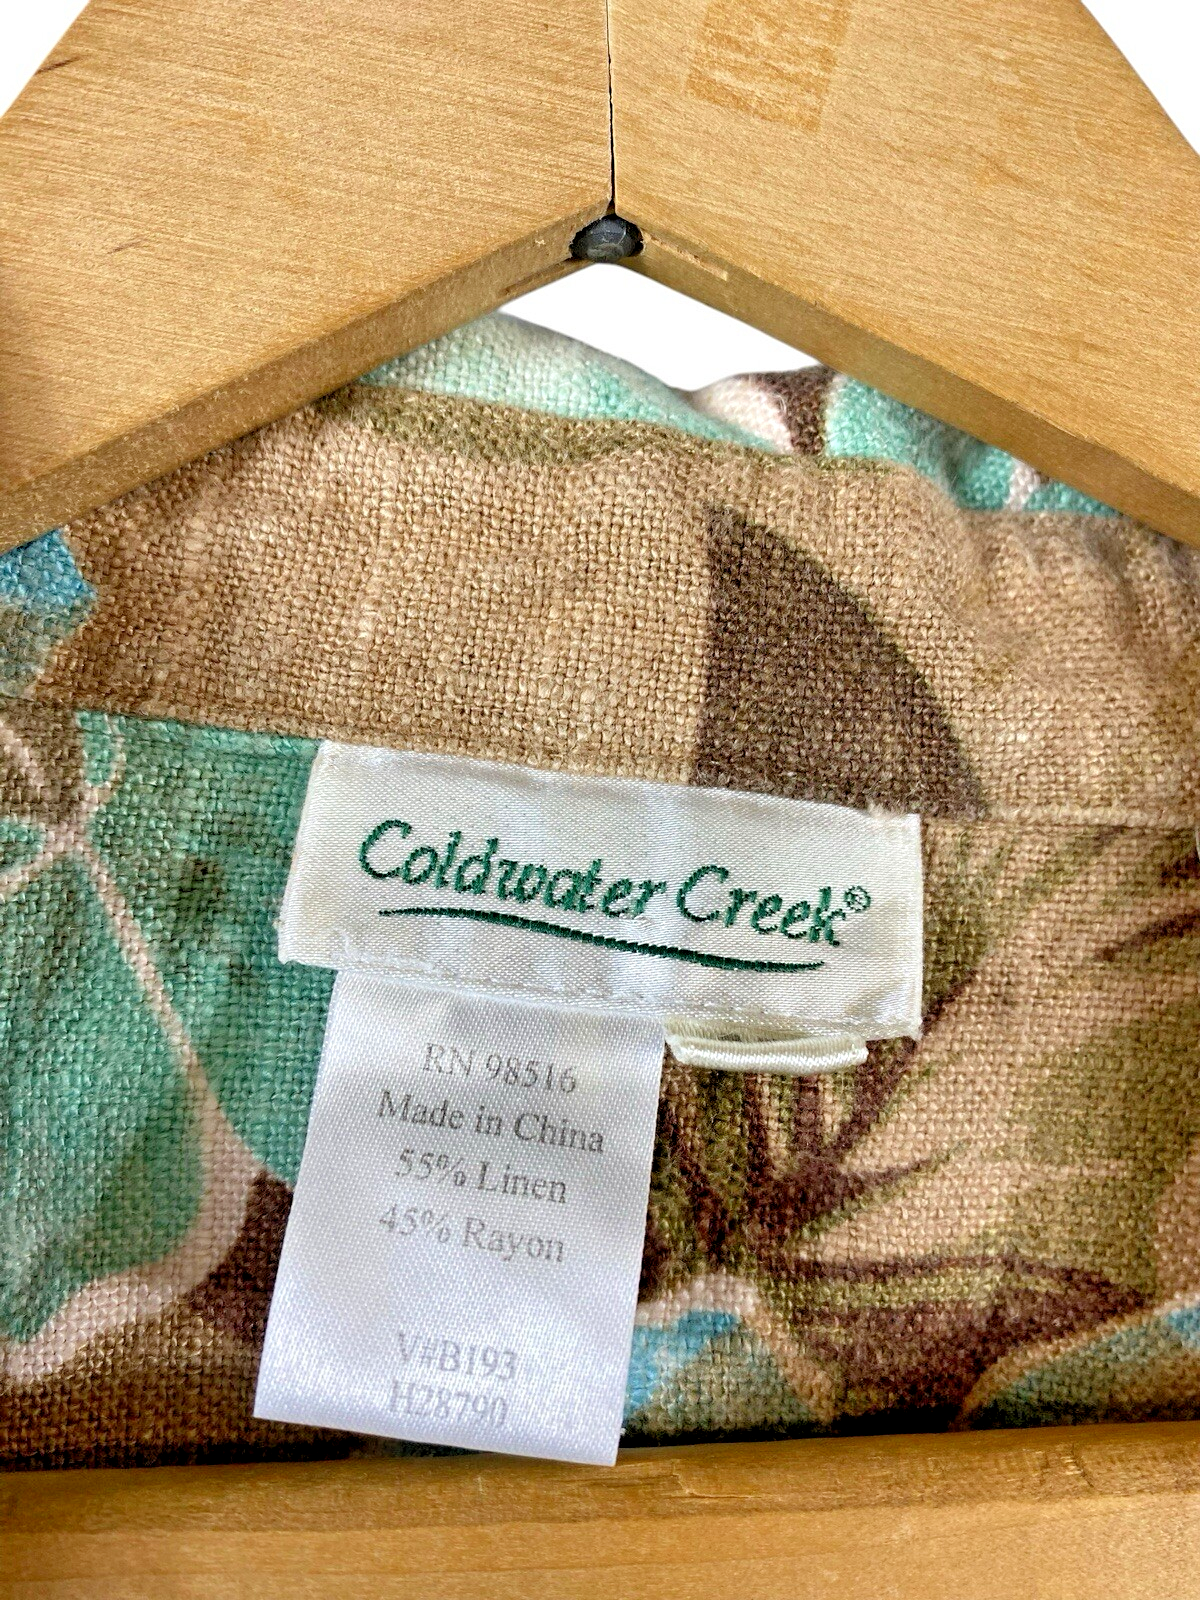 Coldwater Creek®
RN 98516
Made in China
55% Linen
45% Rayon
V#B193
H28790